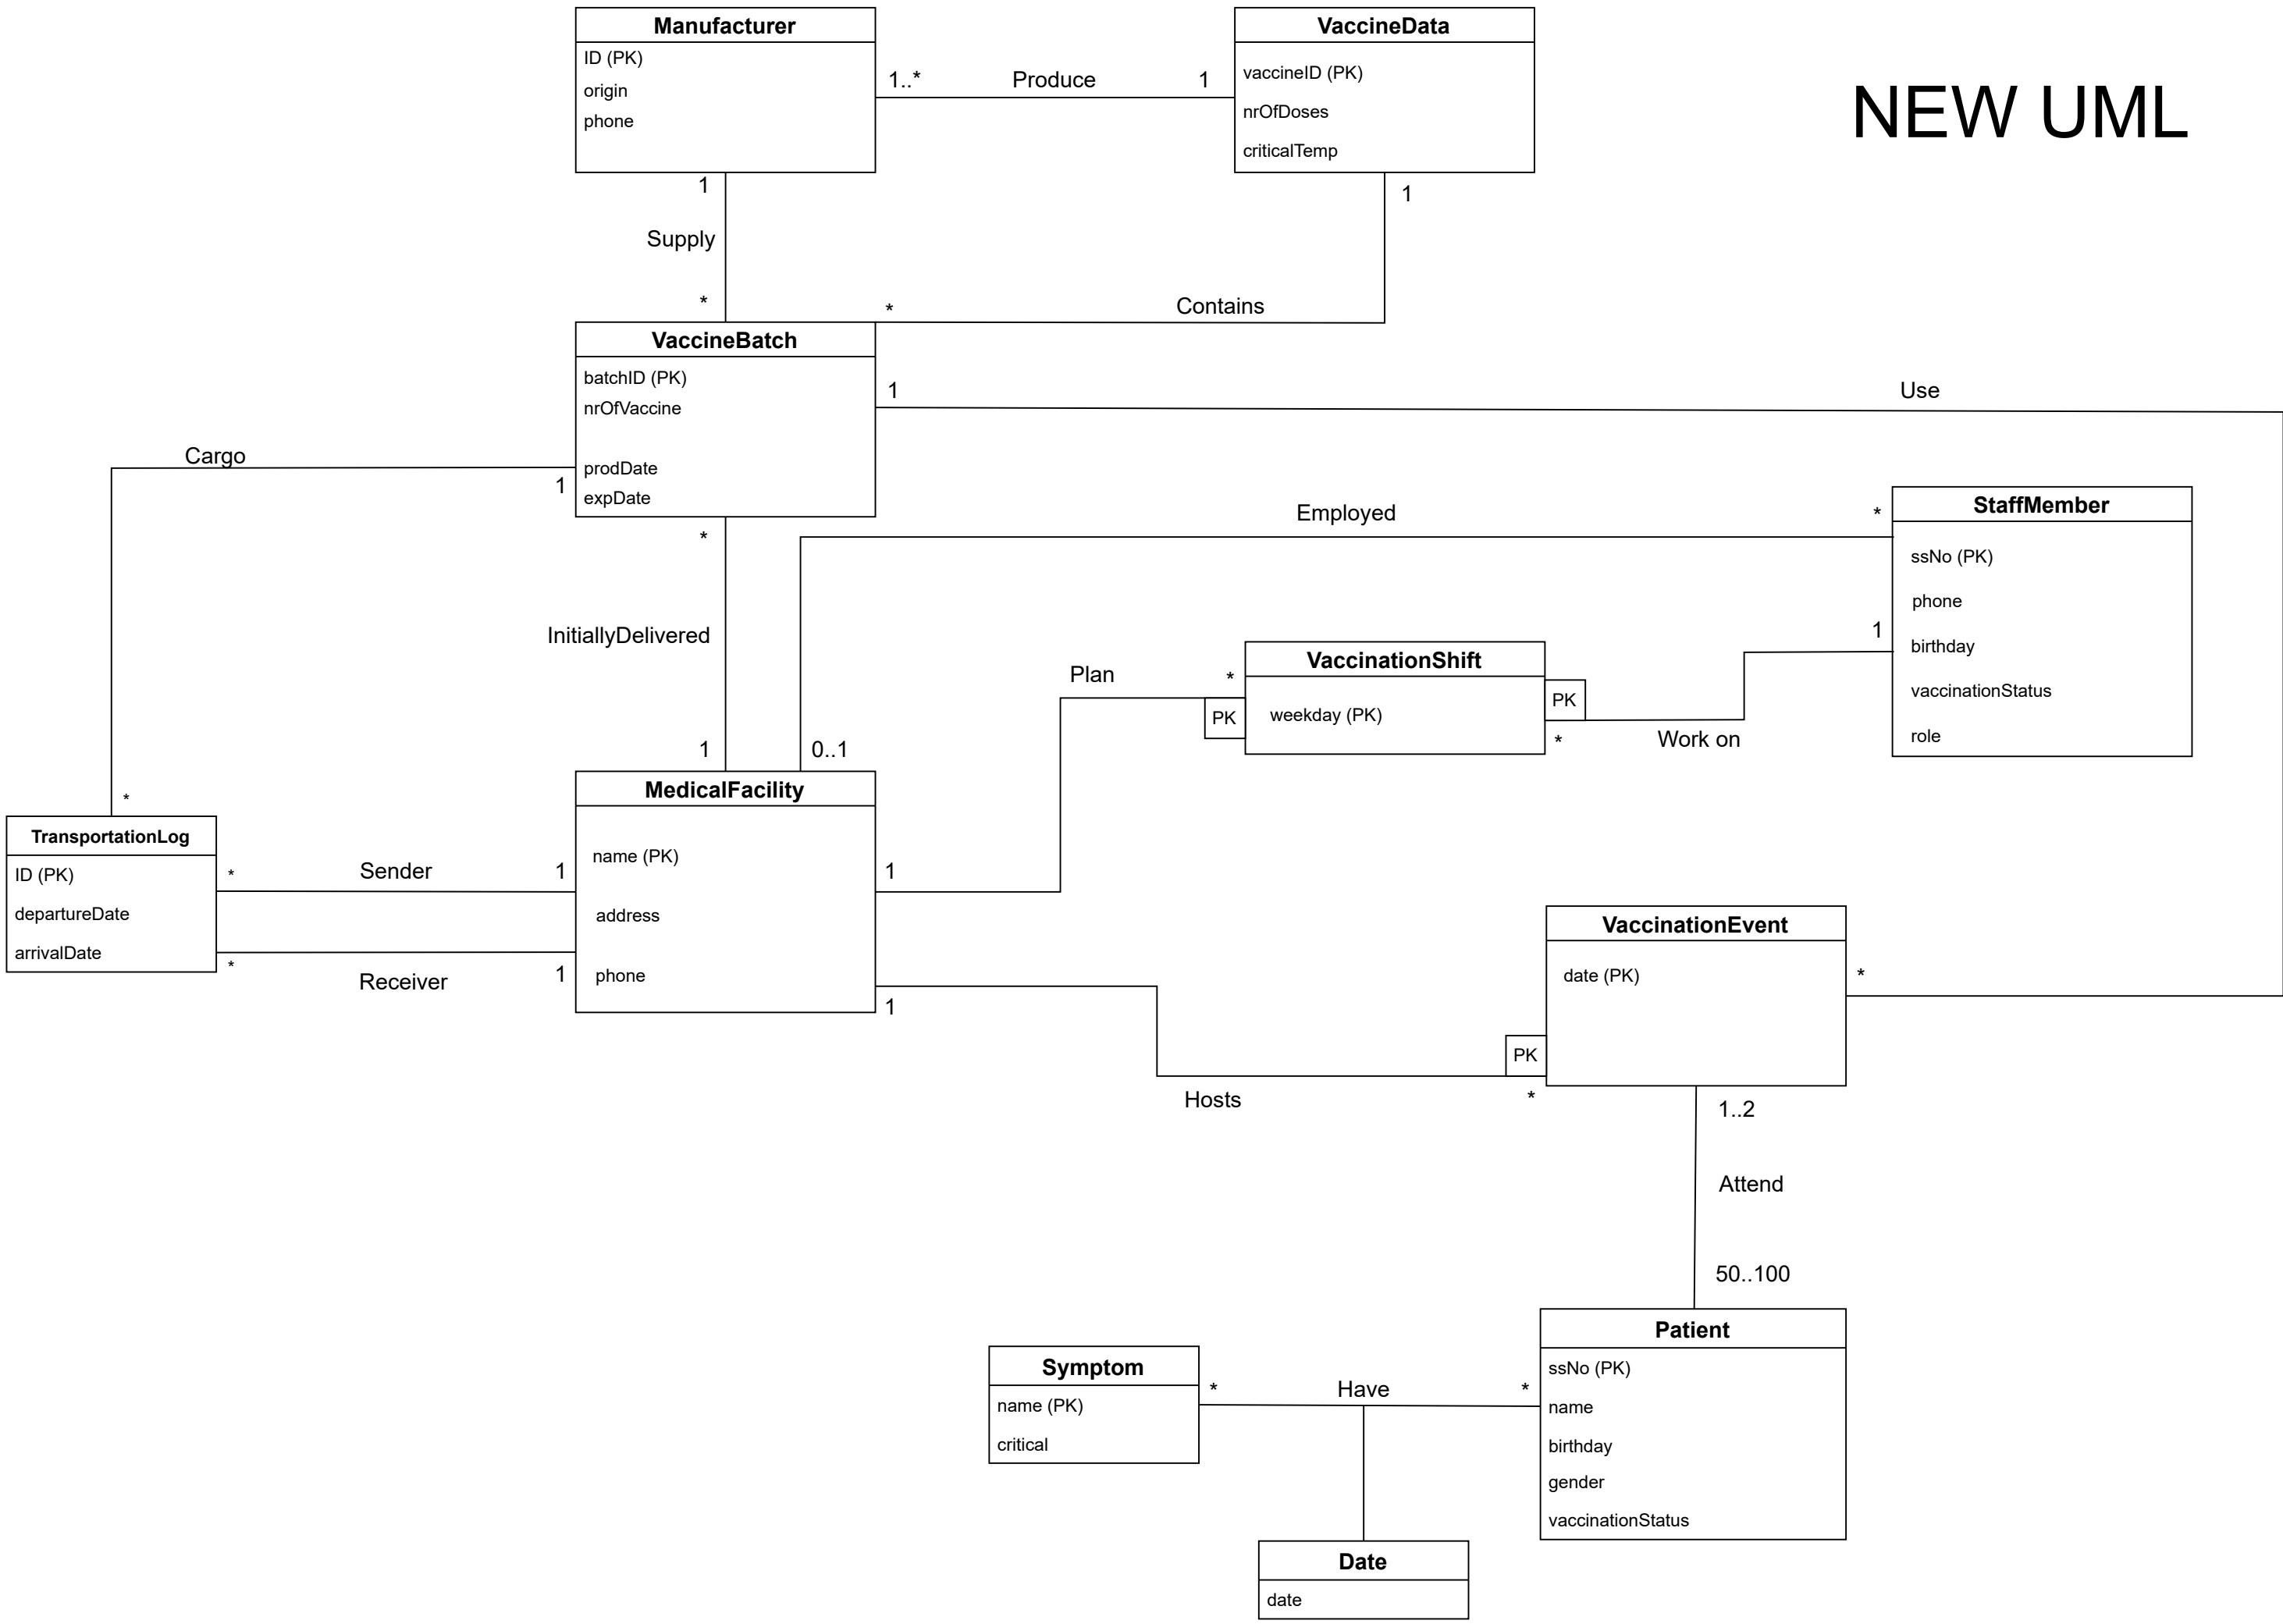 Manufacturer
ID (PK)
origin
phone
1..*
Produce
1
VaccineData
vaccineID (PK)
nrOfDoses
criticalTemp
NEW UML
1
Supply
*
1
Contains
*
VaccineBatch
batchID (PK)
nrOfVaccine
prodDate
expDate
1
Use
Cargo
1
*
Employed
*
StaffMember
ssNo (PK)
phone
birthday
vaccinationStatus
role
1
InitiallyDelivered
1
0..1
Plan
*
PK
VaccinationShift
weekday (PK)
PK
*
Work on
*
TransportationLog
ID (PK)
departureDate
arrivalDate
*
Sender
1
*
Receiver
1
MedicalFacility
name (PK)
address
phone
1
1
VaccinationEvent
date (PK)
*
PK
Hosts
*
1..2
Attend
50..100
Patient
ssNo (PK)
name
birthday
gender
vaccinationStatus
Symptom
name (PK)
critical
*
Have
*
Date
date